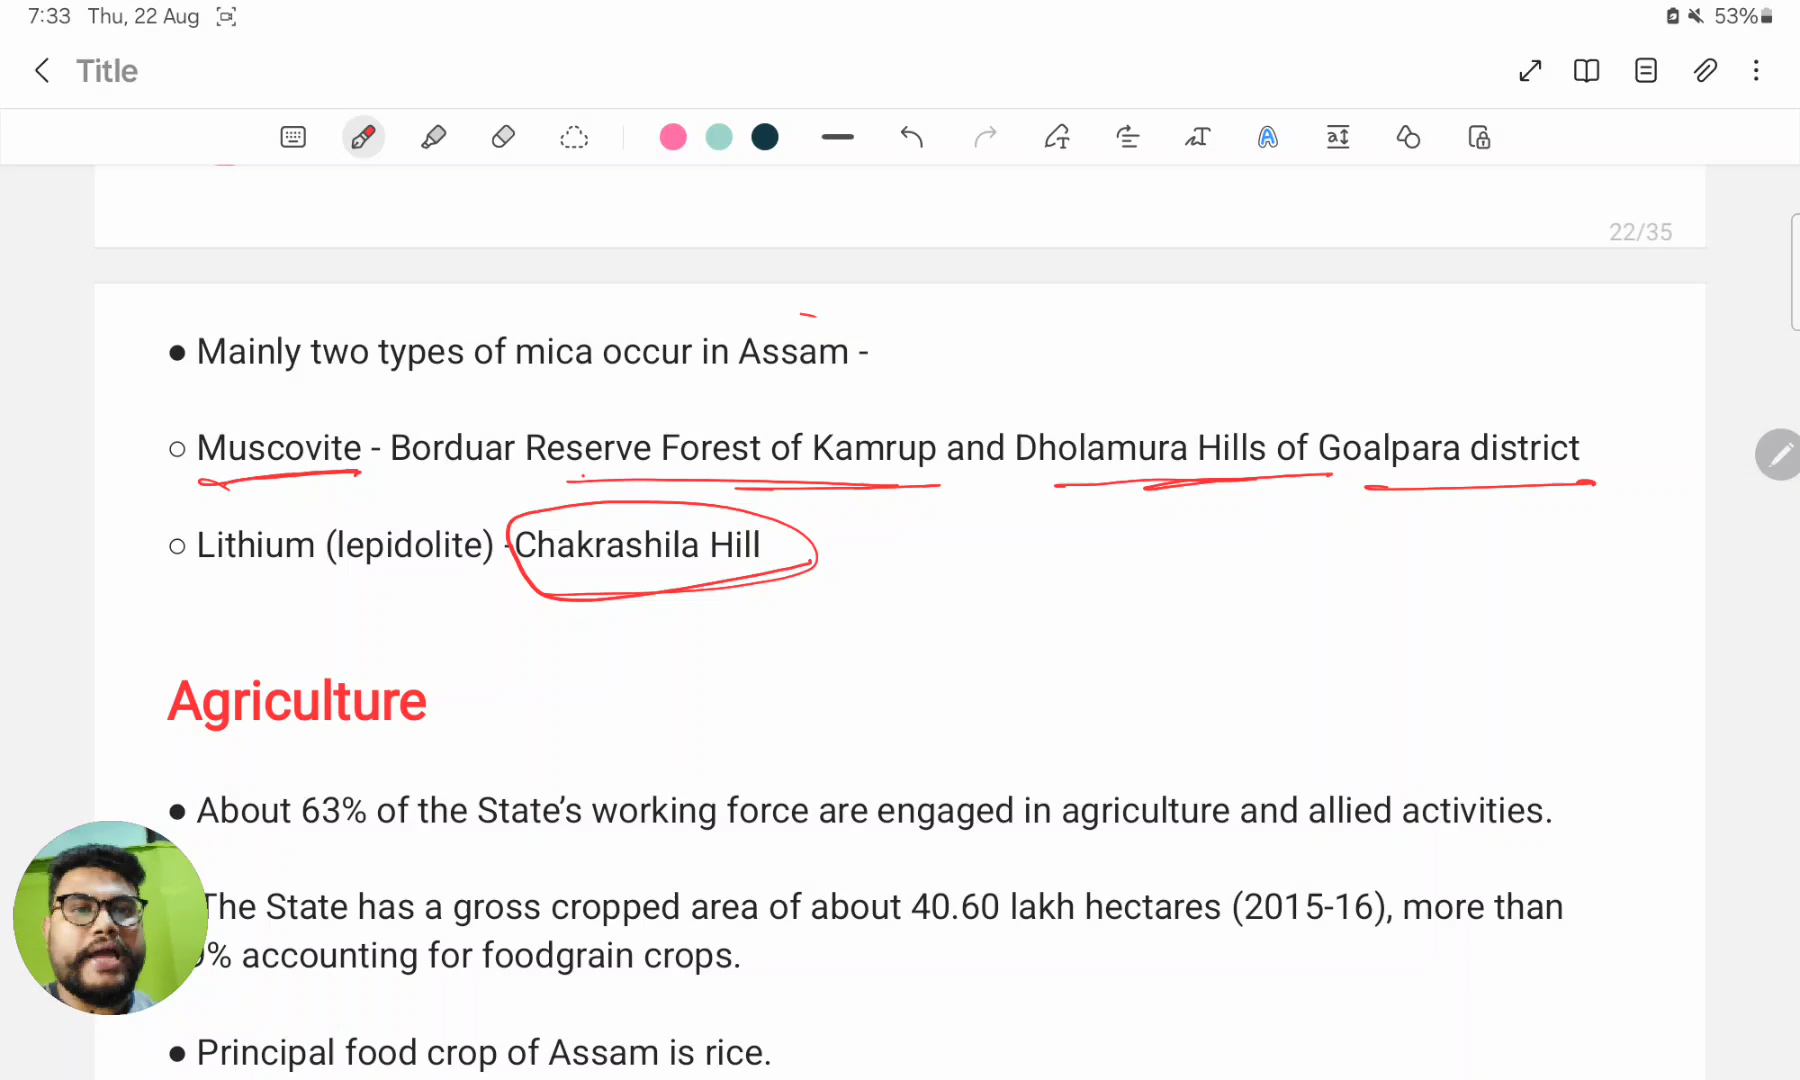 7:33 Thu, 22 Aug 53%
Title
22/35
● Mainly two types of mica occur in Assam -
○ Muscovite - Borduar Reserve Forest of Kamrup and Dholamura Hills of Goalpara district
○ Lithium (lepidolite) -Chakrashila Hill
Agriculture
● About 63% of the State’s working force are engaged in agriculture and allied activities.
The State has a gross cropped area of about 40.60 lakh hectares (2015-16), more than
% accounting for foodgrain crops.
● Principal food crop of Assam is rice.